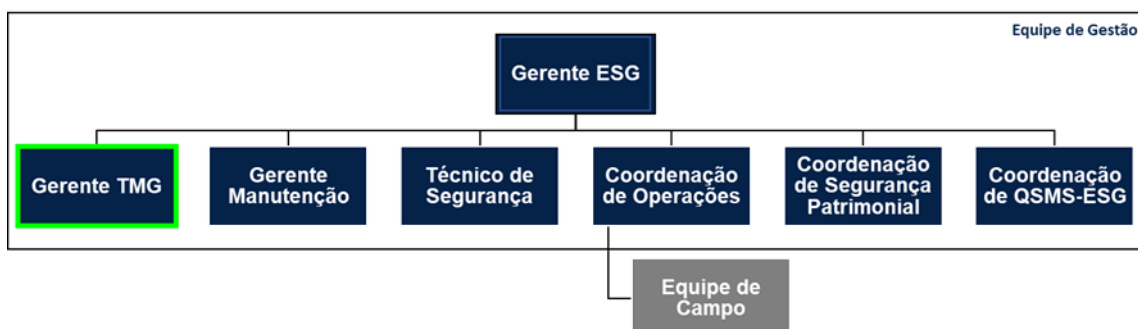 Equipe de Gestão
Gerente ESG
Gerente TMG
Gerente
Manutenção
Técnico de
Segurança
Coordenação
de Operações
Coordenação
de Segurança
Patrimonial
Coordenação
de QSMS-ESG
Equipe de
Campo